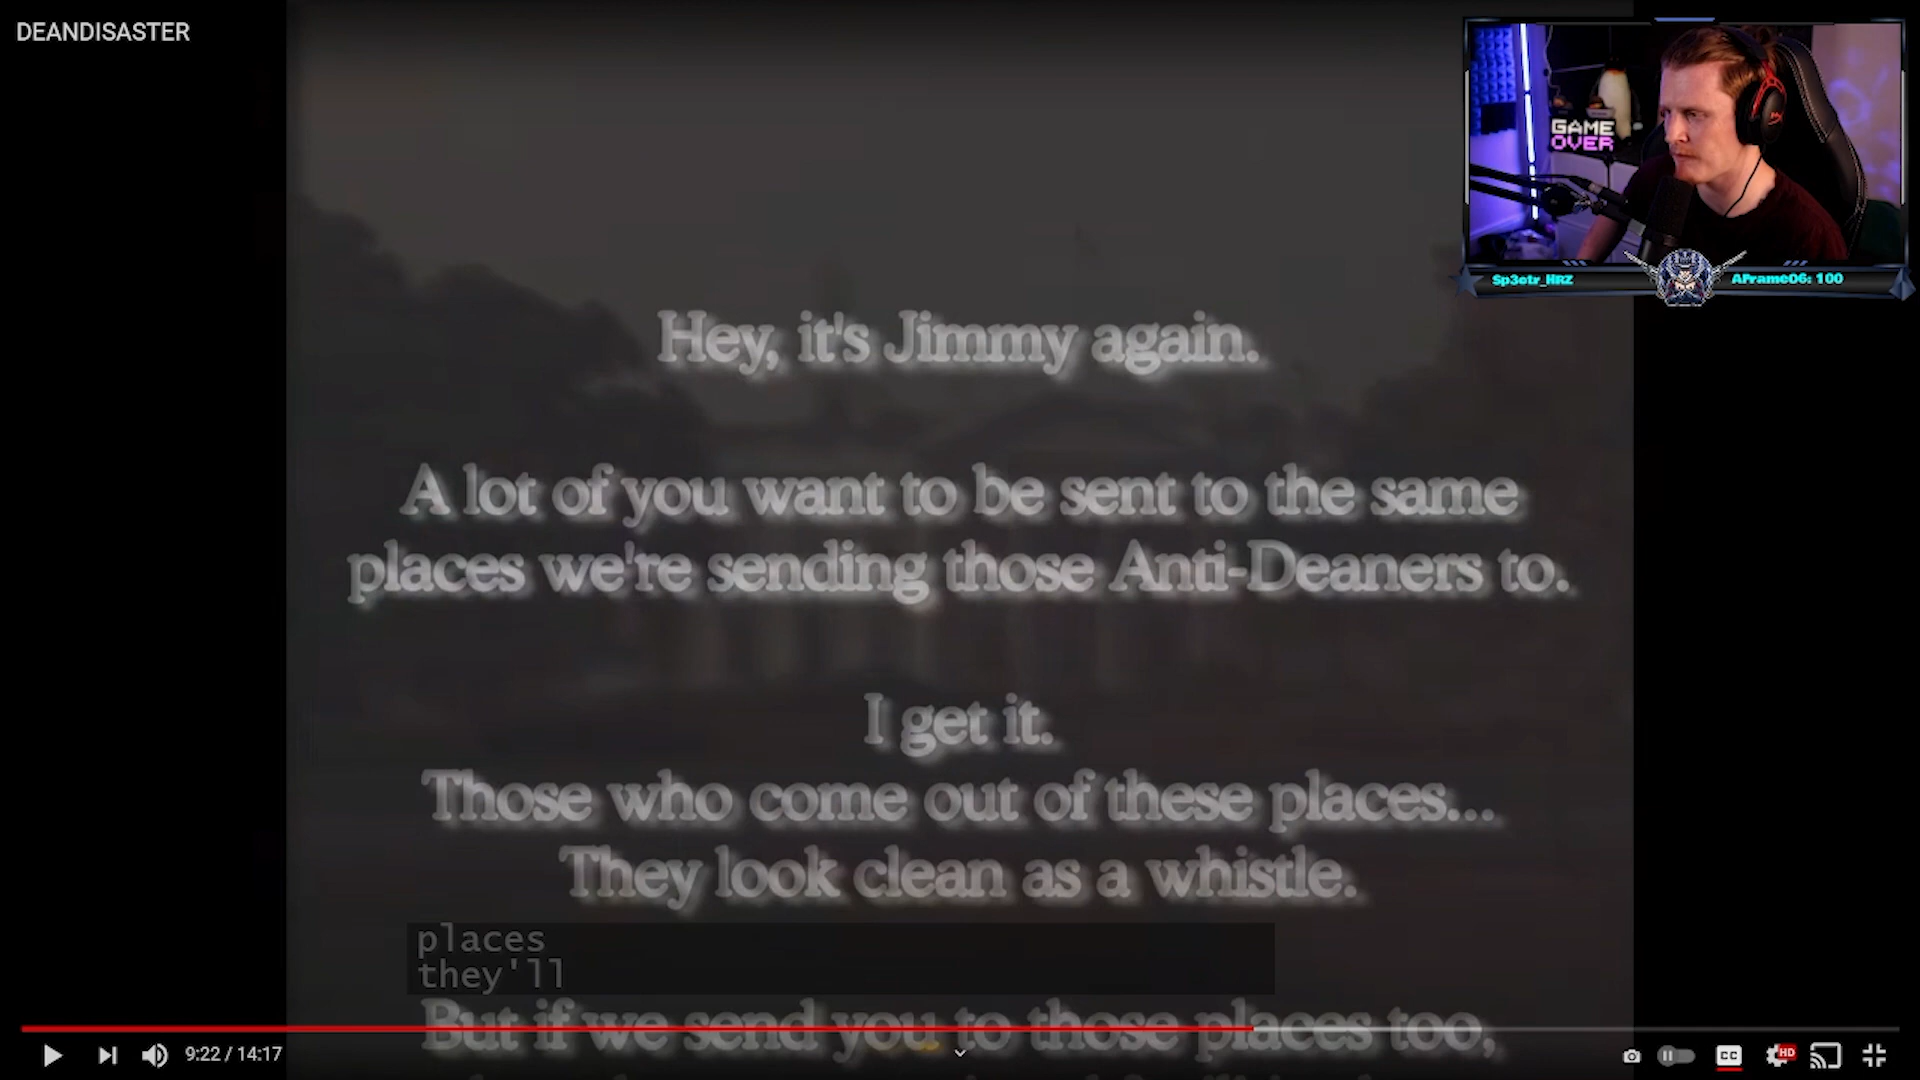 DEANDISASTER
GAME
OVER
Sp3ctr_HRZ
AFrame06: 100
Hey, it's Jimmy again.
A lot of you want to be sent to the same
places we're sending those Anti-Deaners to.
I get it.
Those who come out of these places...
They look clean as a whistle.
places
they'll
But if we send you to those places too,
9:22 / 14:17
CC
HD